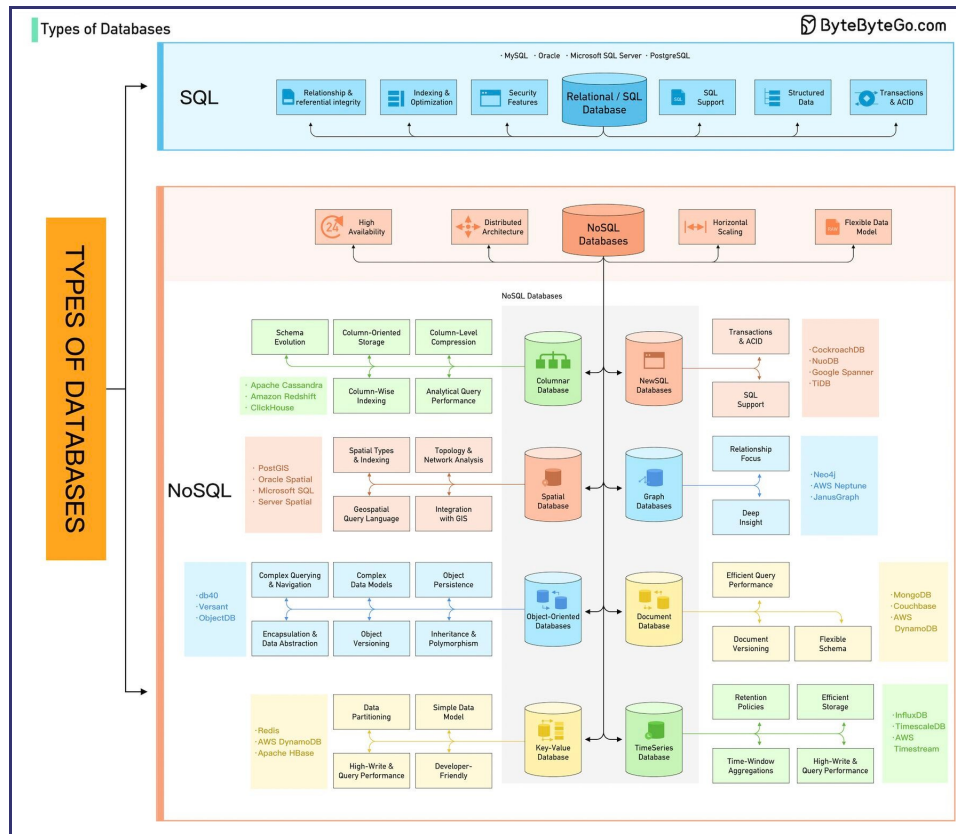 Types of Databases
ByteByteGo.com
TYPES OF DATABASES
SQL
· MySQL · Oracle · Microsoft SQL Server · PostgreSQL
Relationship &
referential integrity
Indexing &
Optimization
Security
Features
Relational / SQL
Database
SQL
SQL
Support
Structured
Data
Transactions
& ACID
NoSQL
24
High
Availability
Distributed
Architecture
NoSQL
Databases
Horizontal
Scaling
Flexible Data
Model
NoSQL Databases
Schema
Evolution
Column-Oriented
Storage
Column-Level
Compression
· Apache Cassandra
· Amazon Redshift
· ClickHouse
Column-Wise
Indexing
Analytical Query
Performance
Columnar
Database
NewSQL
Databases
Transactions
& ACID
SQL
Support
· CockroachDB
· NuoDB
· Google Spanner
· TiDB
· PostGIS
· Oracle Spatial
· Microsoft SQL
· Server Spatial
Spatial Types
& Indexing
Topology &
Network Analysis
Geospatial
Query Language
Integration
with GIS
Spatial
Database
Graph
Databases
Relationship
Focus
Deep
Insight
· Neo4j
· AWS Neptune
· JanusGraph
· db40
· Versant
· ObjectDB
Complex Querying
& Navigation
Complex
Data Models
Object
Persistence
Encapsulation &
Data Abstraction
Object
Versioning
Inheritance &
Polymorphism
Object-Oriented
Databases
Document
Database
Efficient Query
Performance
Document
Versioning
Flexible
Schema
· MongoDB
· Couchbase
· AWS
DynamoDB
· Redis
· AWS DynamoDB
· Apache HBase
Data
Partitioning
Simple Data
Model
High-Write &
Query Performance
Developer-
Friendly
Key-Value
Database
TimeSeries
Database
Retention
Policies
Efficient
Storage
Time-Window
Aggregations
High-Write &
Query Performance
· InfluxDB
· TimescaleDB
· AWS
Timestream